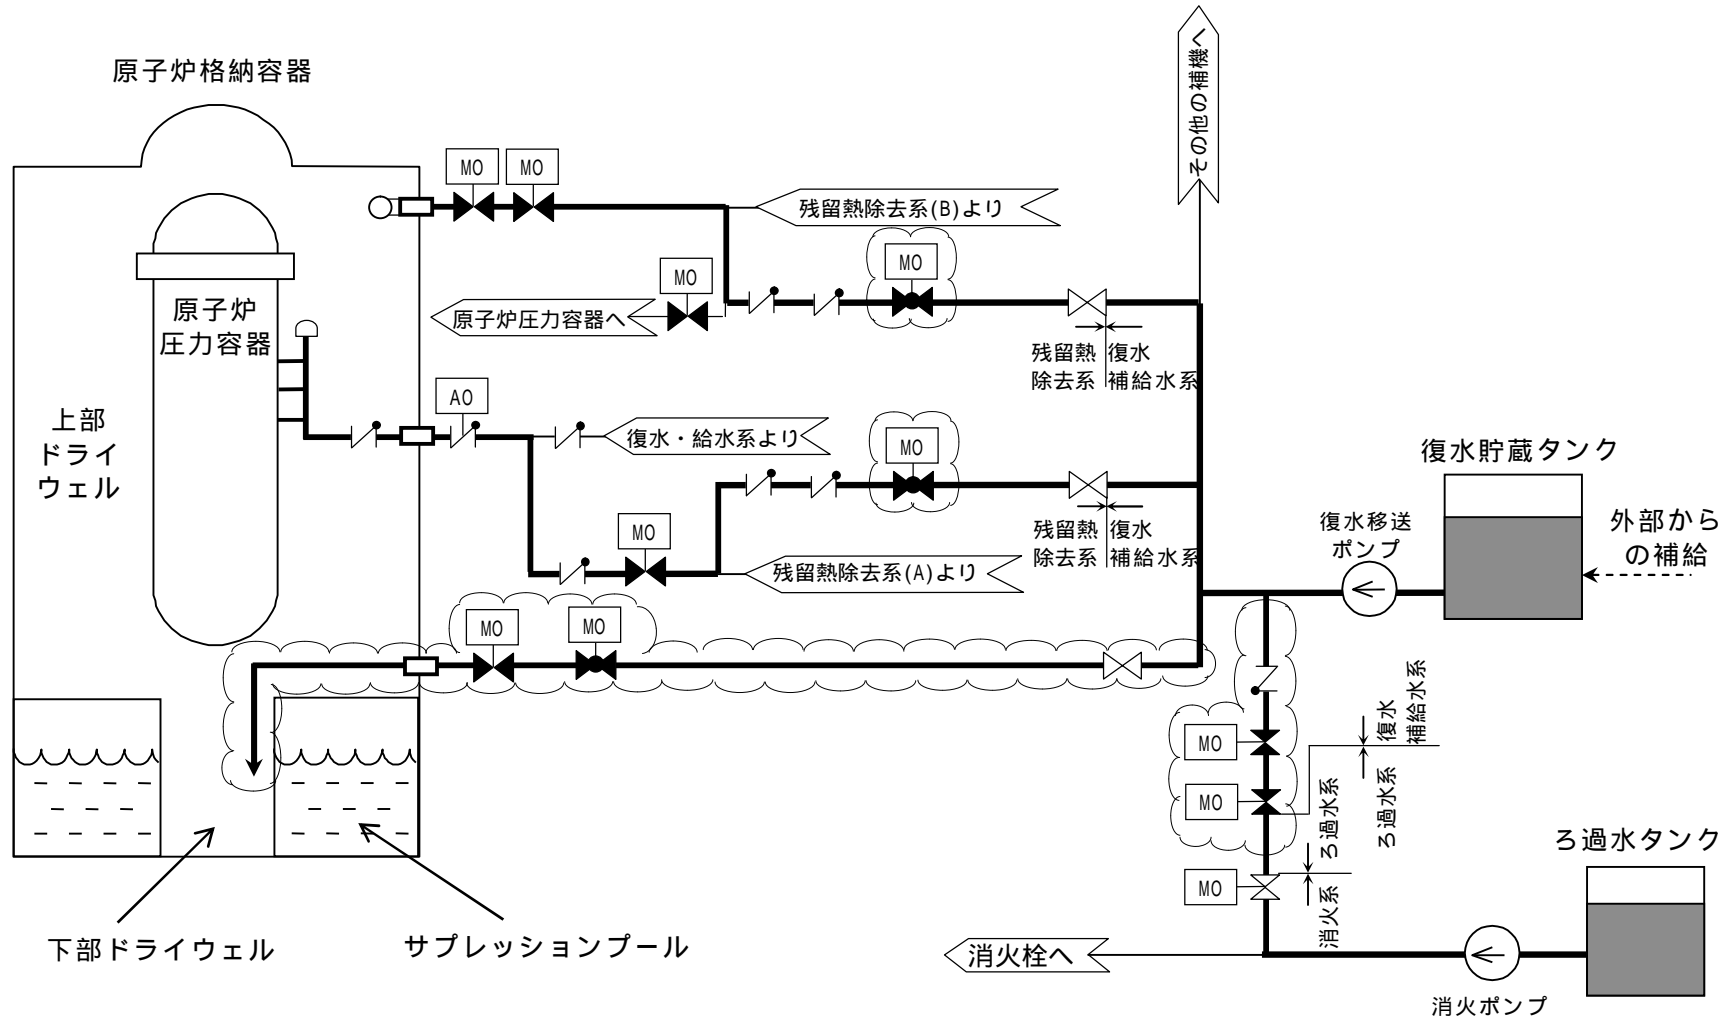 原子炉格納容器
その他の補機へ
MO
MO
残留熱除去系(B)より
MO
MO
原子炉
圧力容器
原子炉圧力容器へ
残留熱
除去系
復水
補給水系
AO
上部
ドライ
ウェル
復水・給水系より
MO
残留熱
除去系
復水
補給水系
MO
残留熱除去系(A)より
復水貯蔵タンク
復水移送
ポンプ
外部から
の補給
MO
MO
MO
MO
復水
補給水系
ろ過水系
ろ過水系
消火系
MO
ろ過水タンク
下部ドライウェル
サプレッションプール
消火栓へ
消火ポンプ